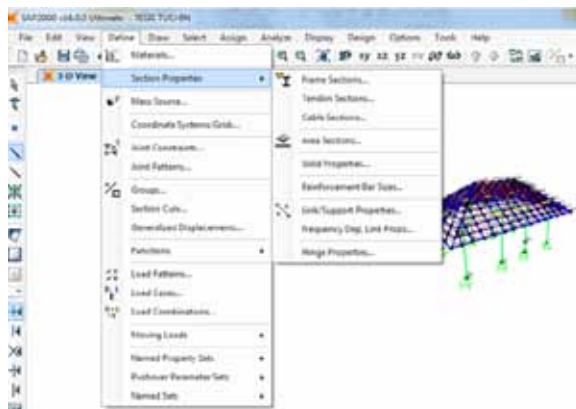 SAP2000 v14.0.0 Ultimate - TESIS
File Edit View Define Draw Select Assign Analyze Display Design Options Tools Help
xy xz yz
3-D View
Materials...
Section Properties
Mass Source...
Coordinate Systems/Grids...
Joint Constraints...
Joint Patterns...
Groups...
Section Cuts...
Generalized Displacements...
Functions
Load Patterns...
Load Cases...
Load Combinations...
Moving Loads
Named Property Sets
Pushover Parameter Sets
Named Sets
Frame Sections...
Tendon Sections...
Cable Sections...
Area Sections...
Solid Properties...
Reinforcement Bar Sizes...
Link/Support Properties...
Frequency Dep. Link Props...
Hinge Properties...